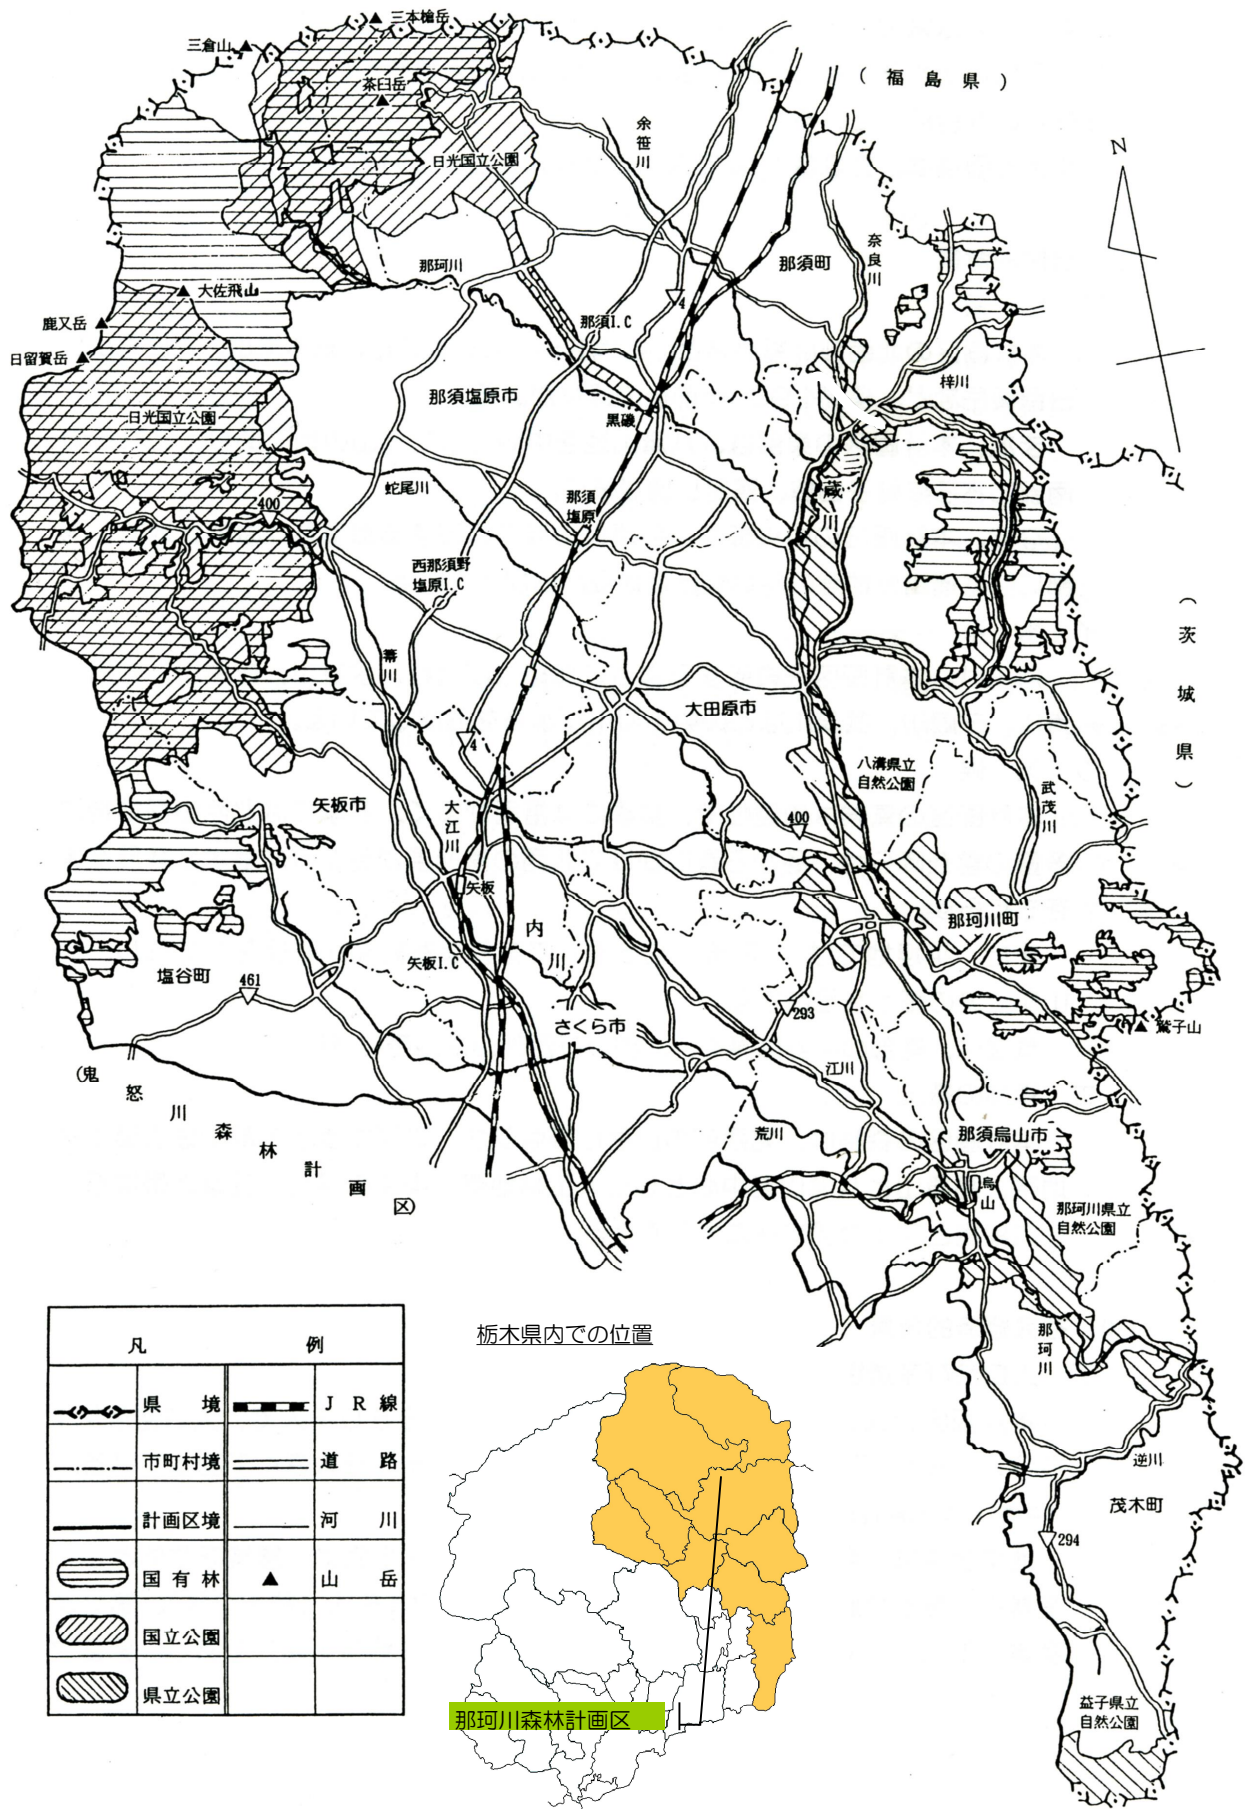 三本槍岳
三倉山
(福島県)
茶臼岳
余笹川
日光国立公園
N
奈良川
那須町
那珂川
大佐飛山
4
鹿又岳
那須I.C
日留賀岳
梓川
那須塩原市
日光国立公園
黒磯
蛇尾川
那須
塩原
蔵
川
400
西那須野
塩原I.C
(茨城県)
箒川
大田原市
4
八溝県立
自然公園
武茂川
矢板市
大江川
400
矢板
那珂川町
内川
矢板I.C
塩谷町
461
293
さくら市
鷲子山
江川
(鬼怒川森林計画区)
荒川
那須烏山市
烏山
那珂川県立
自然公園
那珂川
逆川
茂木町
294
益子県立
自然公園
凡例
県境
JR線
市町村境
道路
計画区境
河川
国有林
山岳
国立公園
県立公園
栃木県内での位置
那珂川森林計画区